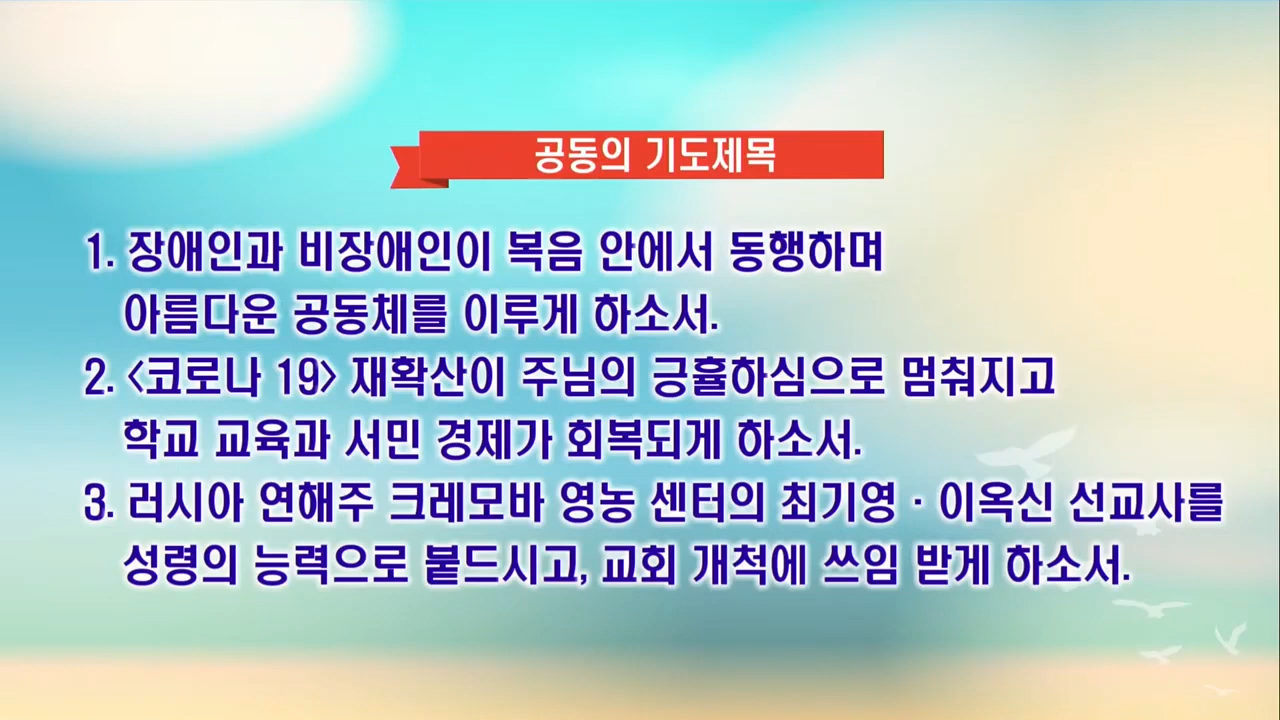 공동의 기도제목
1. 장애인과 비장애인이 복음 안에서 동행하며
아름다운 공동체를 이루게 하소서.
2. <코로나 19> 재확산이 주님의 긍휼하심으로 멈춰지고
학교 교육과 서민 경제가 회복되게 하소서.
3. 러시아 연해주 크레모바 영농 센터의 최기영 · 이옥신 선교사를
성령의 능력으로 붙드시고, 교회 개척에 쓰임 받게 하소서.